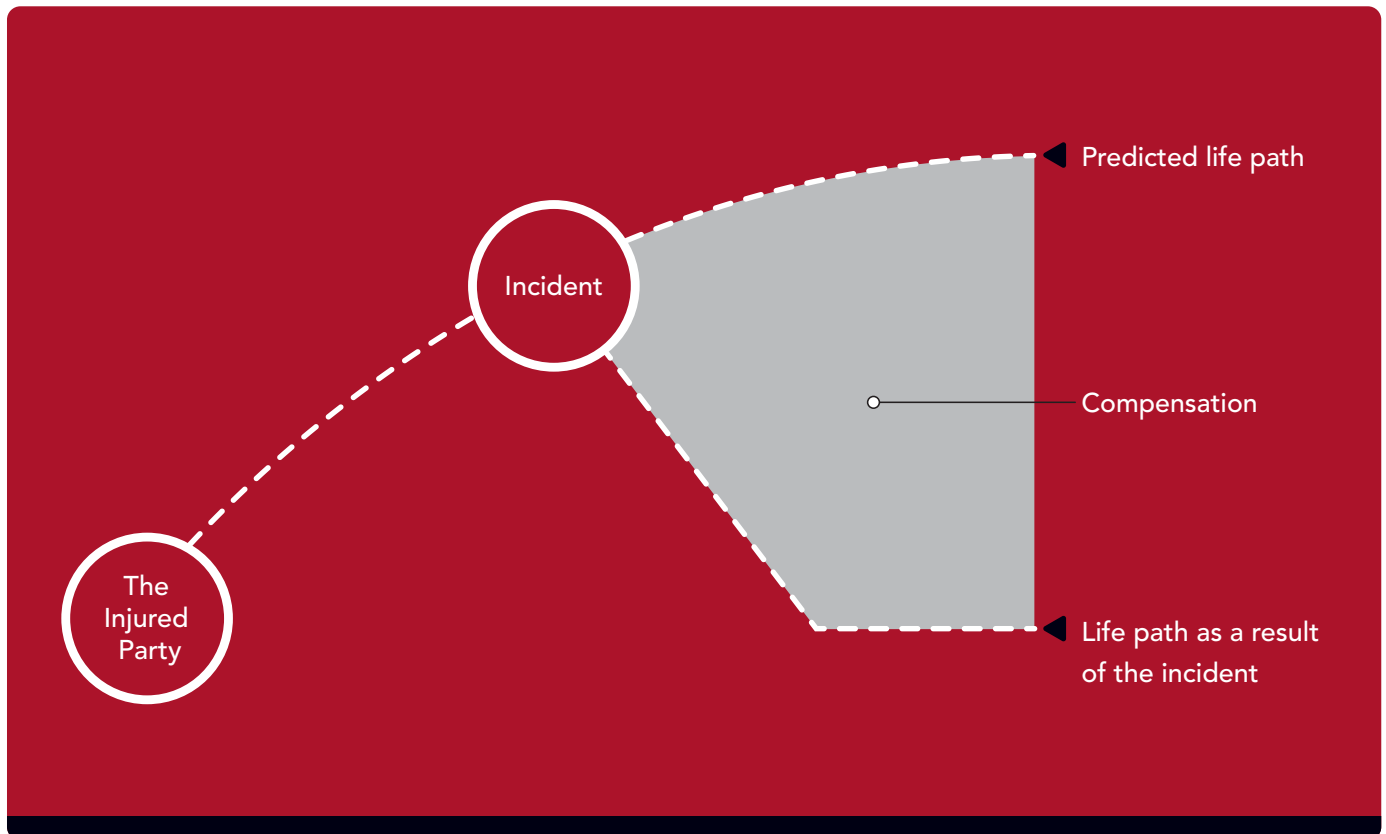 Predicted life path
Incident
Compensation
The
Injured
Party
Life path as a result
of the incident